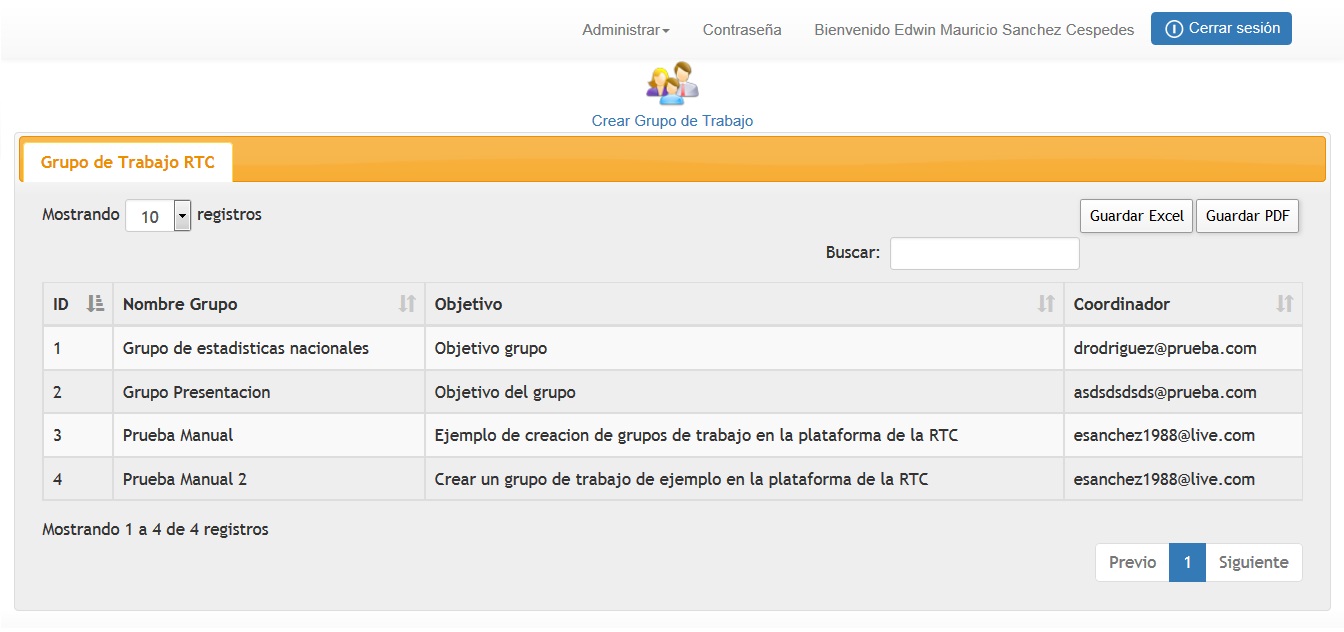 Administrar Contraseña Bienvenido Edwin Mauricio Sanchez Cespedes Cerrar sesión
Crear Grupo de Trabajo
Grupo de Trabajo RTC
Mostrando 10 registros Guardar Excel Guardar PDF
Buscar:
ID Nombre Grupo Objetivo Coordinador
1 Grupo de estadisticas nacionales Objetivo grupo drodriguez@prueba.com
2 Grupo Presentacion Objetivo del grupo asdsdsdsds@prueba.com
3 Prueba Manual Ejemplo de creacion de grupos de trabajo en la plataforma de la RTC esanchez1988@live.com
4 Prueba Manual 2 Crear un grupo de trabajo de ejemplo en la plataforma de la RTC esanchez1988@live.com
Mostrando 1 a 4 de 4 registros
Previo 1 Siguiente